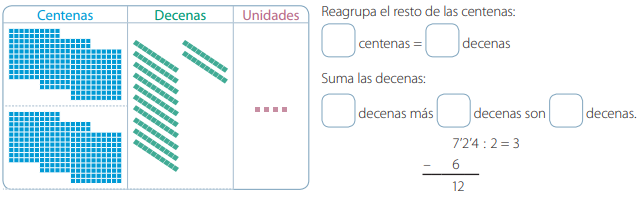 Centenas Decenas Unidades
Reagrupa el resto de las centenas:
centenas = decenas
Suma las decenas:
decenas más decenas son decenas.
7'2'4 : 2 = 3
– 6
12